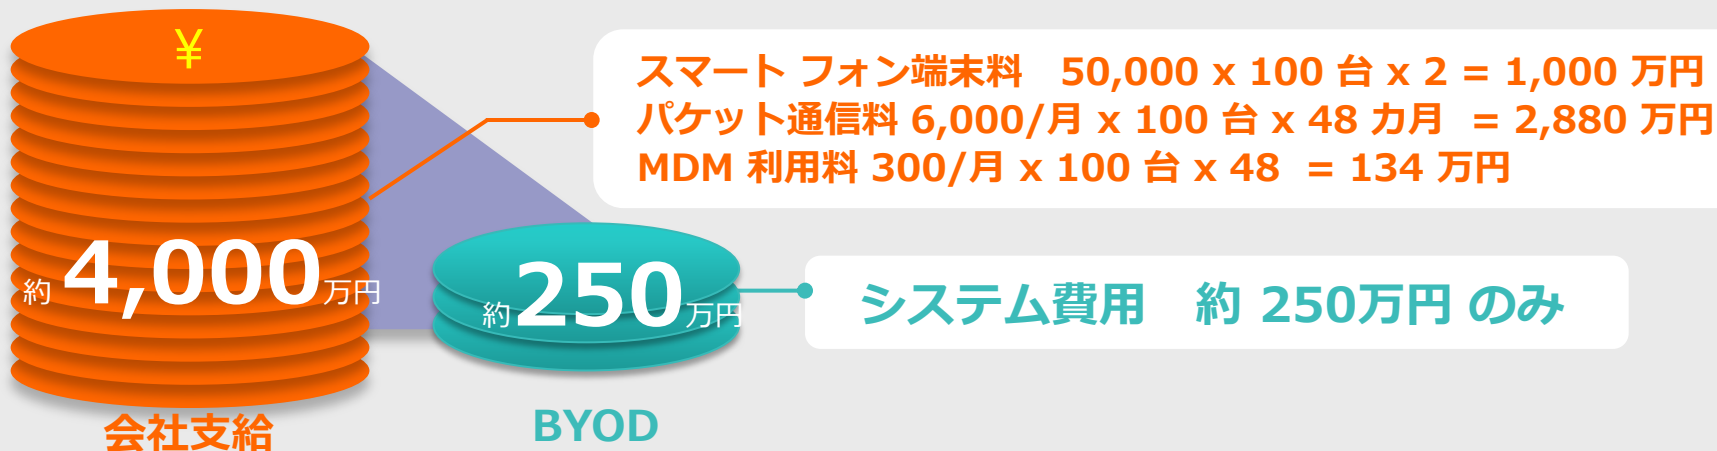 ¥
スマート フォン端末料　50,000 x 100 台 x 2 = 1,000 万円
パケット通信料 6,000/月 x 100 台 x 48 カ月 = 2,880 万円
MDM 利用料 300/月 x 100 台 x 48 = 134 万円
約 4,000 万円
約 250 万円
システム費用　約 250万円 のみ
会社支給
BYOD